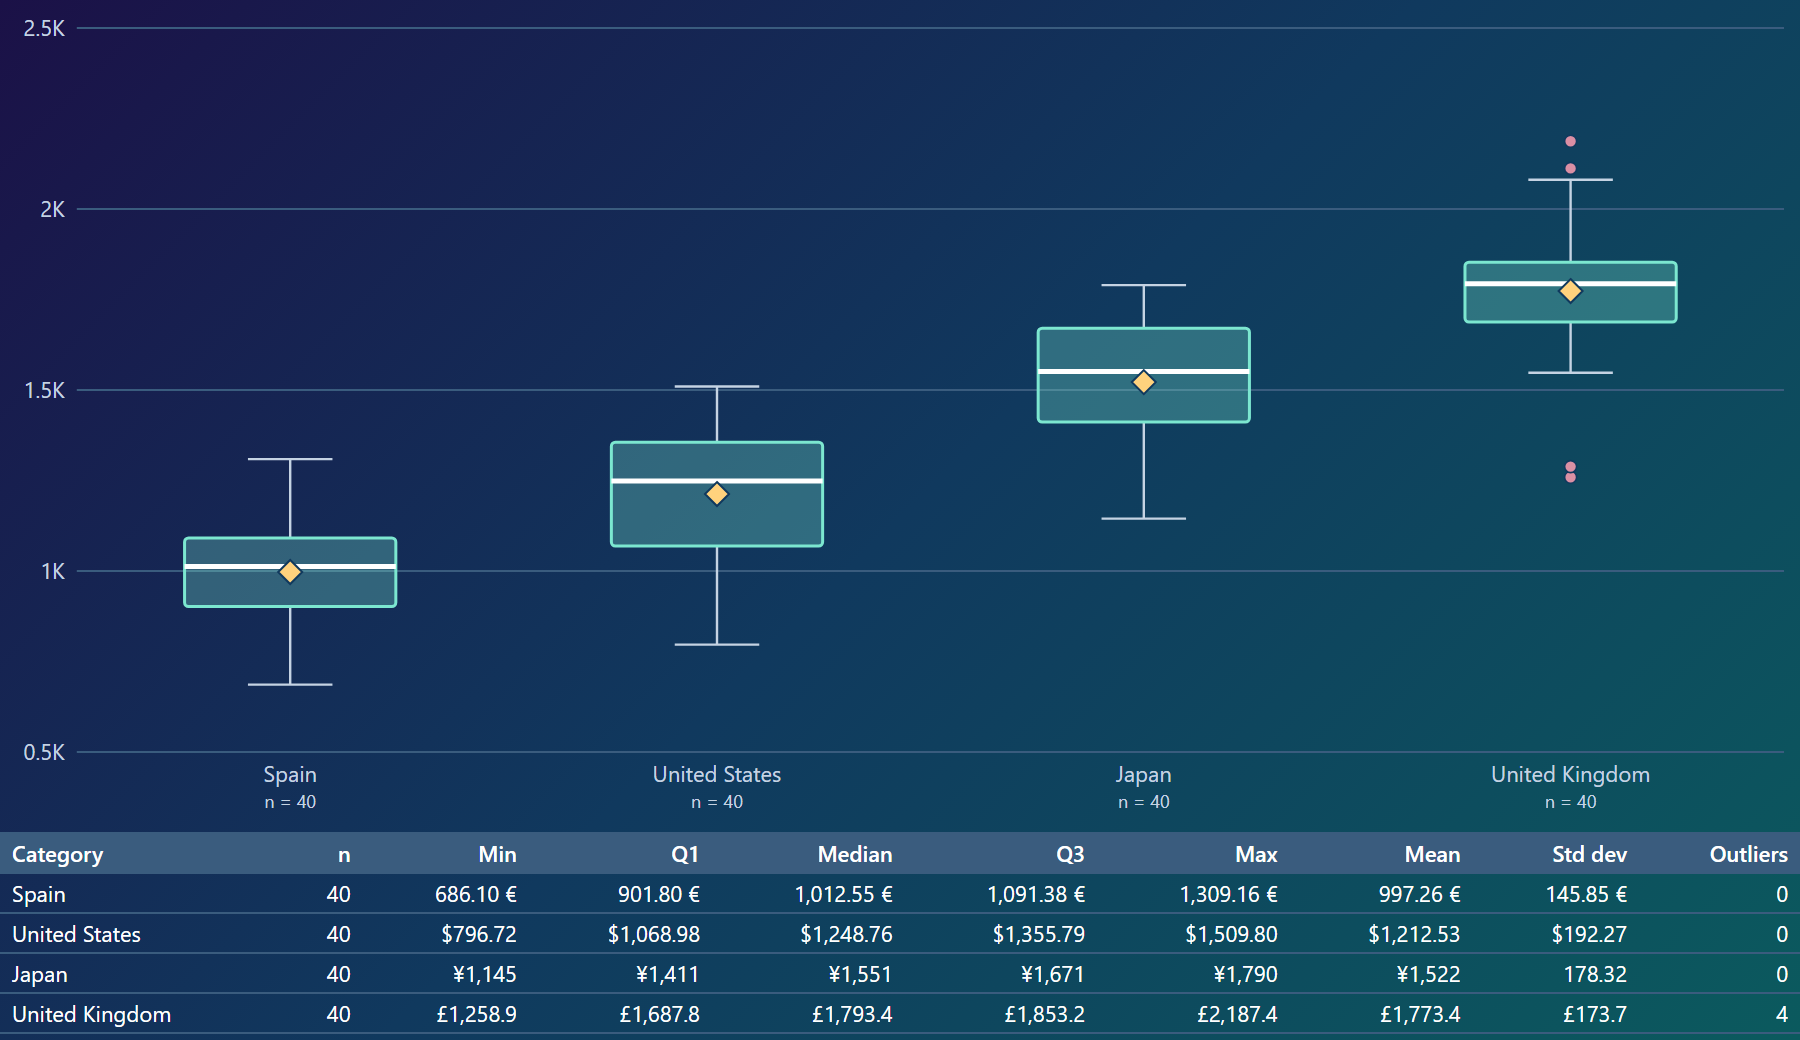 2.5K
2K
1.5K
1K
0.5K
Spain United States Japan United Kingdom
n = 40 n = 40 n = 40 n = 40
Category n Min Q1 Median Q3 Max Mean Std dev Outliers
Spain 40 686.10 € 901.80 € 1,012.55 € 1,091.38 € 1,309.16 € 997.26 € 145.85 € 0
United States 40 $796.72 $1,068.98 $1,248.76 $1,355.79 $1,509.80 $1,212.53 $192.27 0
Japan 40 ¥1,145 ¥1,411 ¥1,551 ¥1,671 ¥1,790 ¥1,522 178.32 0
United Kingdom 40 £1,258.9 £1,687.8 £1,793.4 £1,853.2 £2,187.4 £1,773.4 £173.7 4